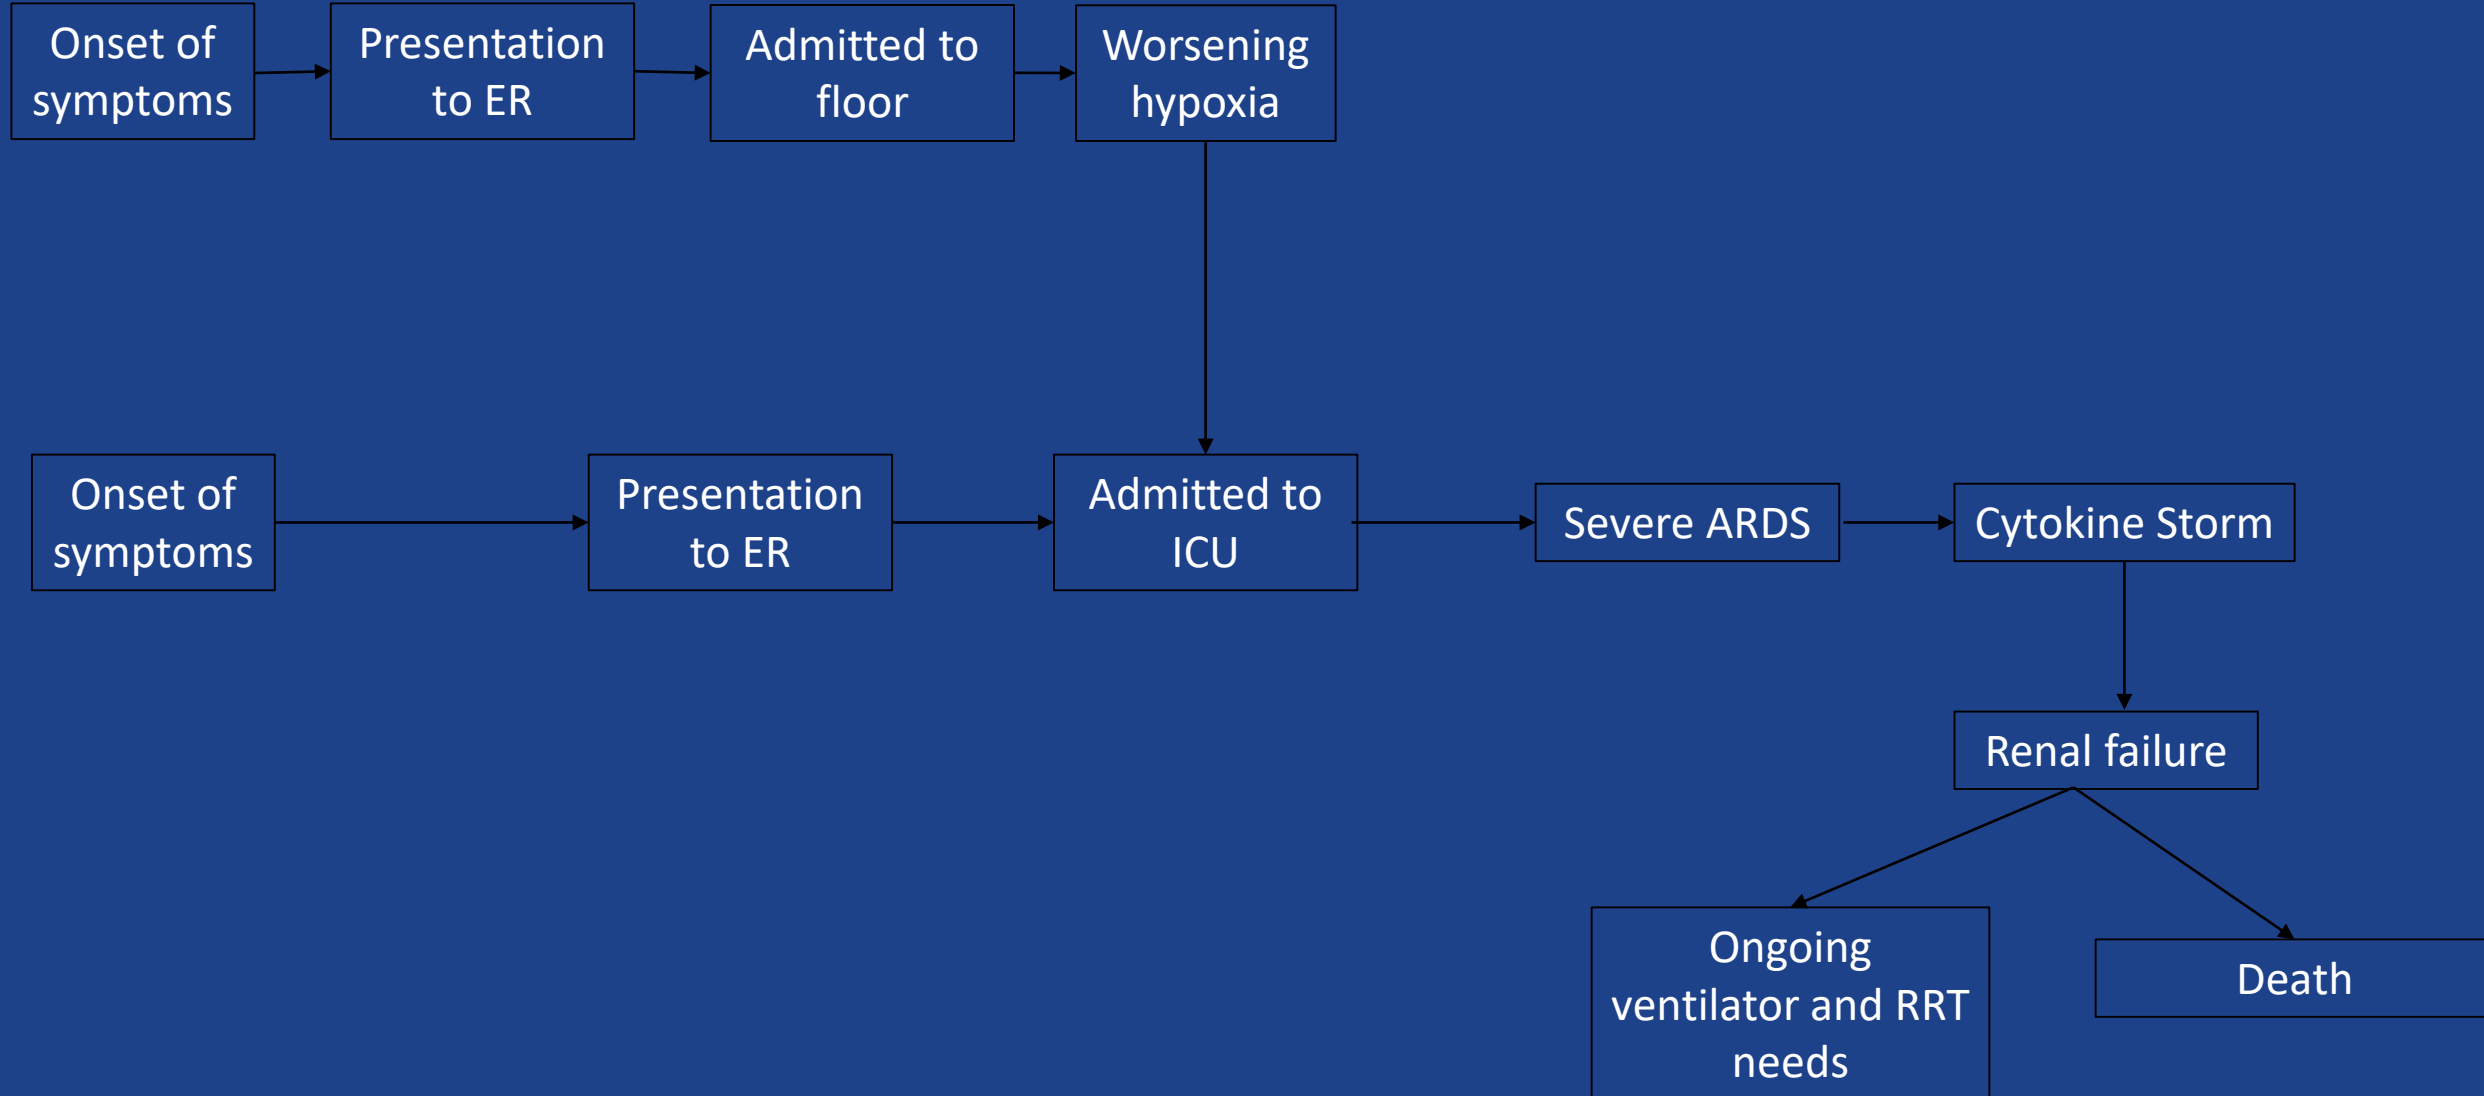 Onset of
symptoms
Presentation
to ER
Admitted to
floor
Worsening
hypoxia
Onset of
symptoms
Presentation
to ER
Admitted to
ICU
Severe ARDS
Cytokine Storm
Renal failure
Ongoing
ventilator and RRT
needs
Death